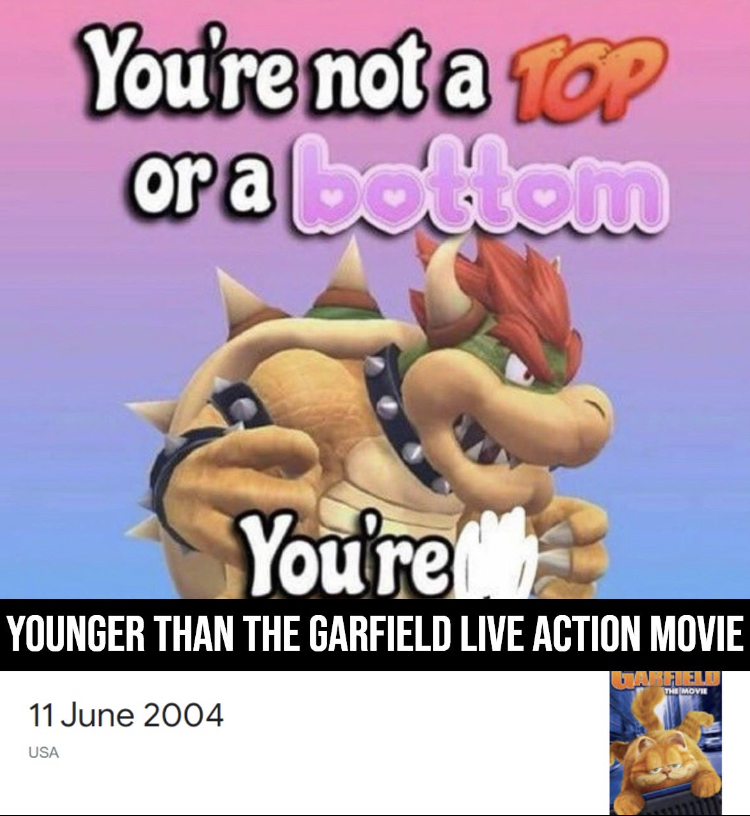 You're not a TOP
or a bottom
You're
YOUNGER THAN THE GARFIELD LIVE ACTION MOVIE
11 June 2004
USA
GARFIELD
THE MOVIE